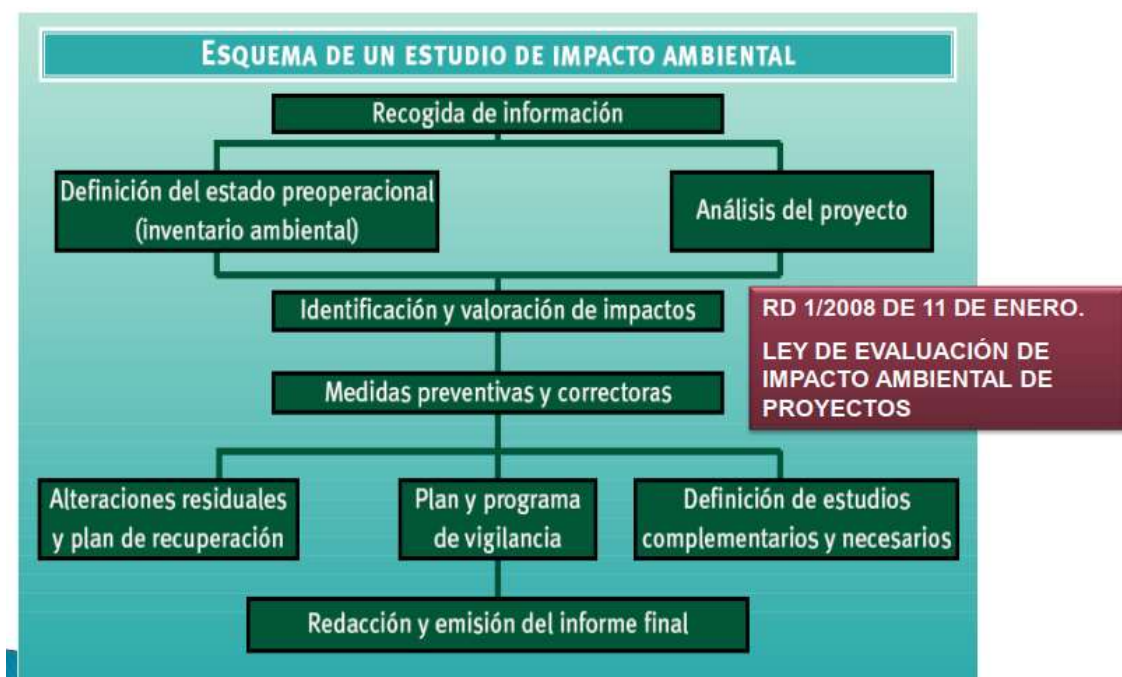 ESQUEMA DE UN ESTUDIO DE IMPACTO AMBIENTAL
Recogida de información
Definición del estado preoperacional
(inventario ambiental)
Análisis del proyecto
Identificación y valoración de impactos
RD 1/2008 DE 11 DE ENERO.
LEY DE EVALUACIÓN DE
IMPACTO AMBIENTAL DE
PROYECTOS
Medidas preventivas y correctoras
Alteraciones residuales
y plan de recuperación
Plan y programa
de vigilancia
Definición de estudios
complementarios y necesarios
Redacción y emisión del informe final